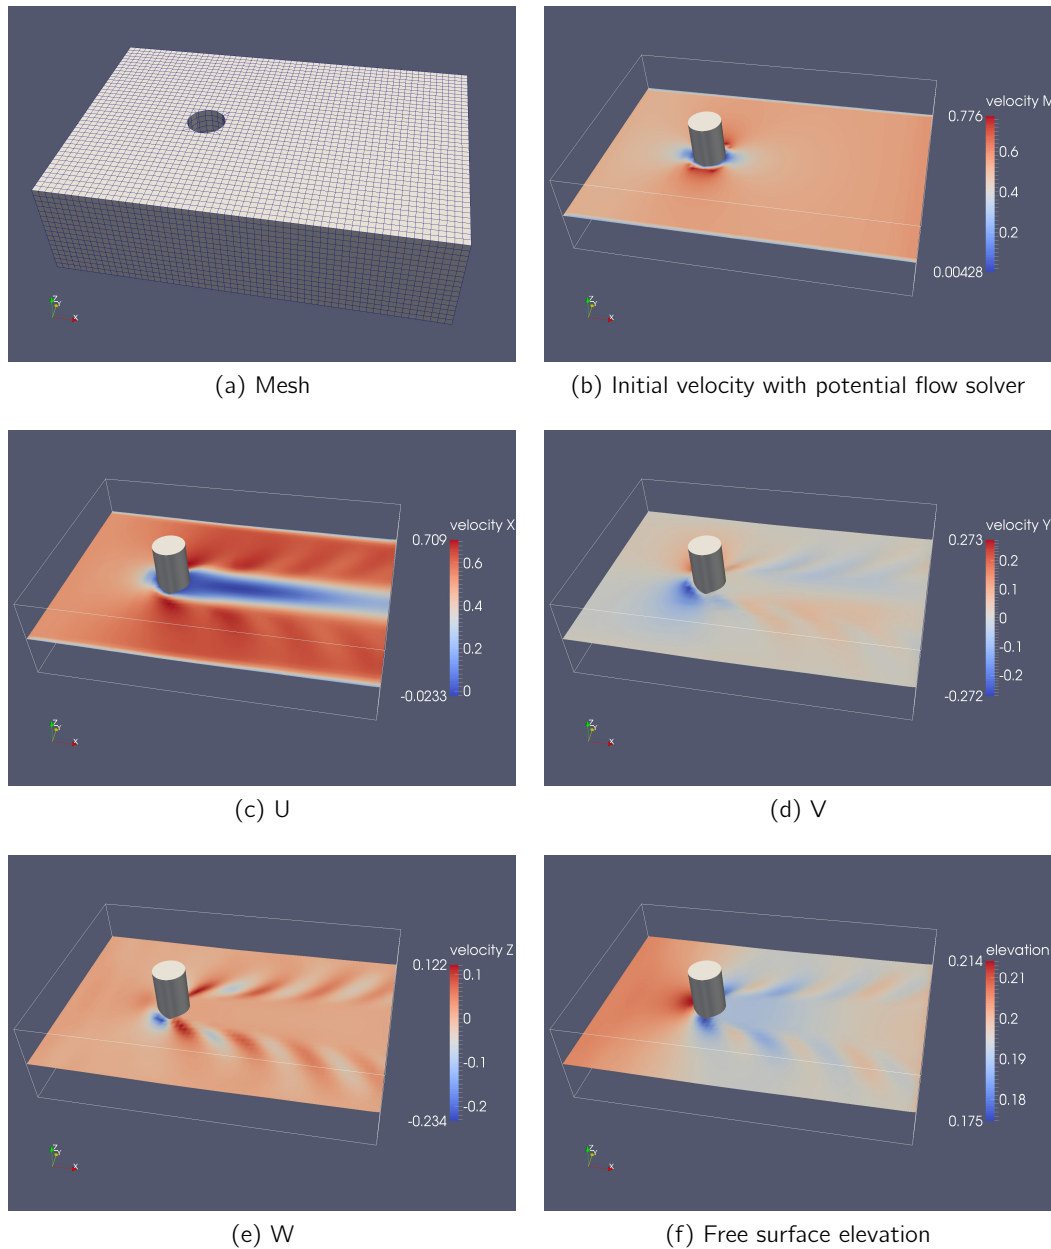 velocity M
0.776
0.6
0.4
0.2
0.00428
Z
Y
X
Z
Y
X
(a) Mesh
(b) Initial velocity with potential flow solver
velocity X
0.709
0.6
0.4
0.2
0
-0.0233
velocity Y
0.273
0.2
0.1
0
-0.1
-0.2
-0.272
Z
Y
X
Z
Y
X
(c) U
(d) V
velocity Z
0.122
0.1
0
-0.1
-0.2
-0.234
elevation
0.214
0.21
0.2
0.19
0.18
0.175
Z
Y
X
Z
Y
X
(e) W
(f) Free surface elevation